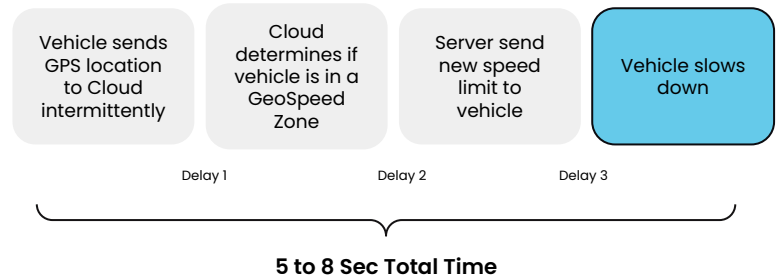 Vehicle sends
GPS location
to Cloud
intermittently
Cloud
determines if
vehicle is in a
GeoSpeed
Zone
Server send
new speed
limit to
vehicle
Vehicle slows
down
Delay 1
Delay 2
Delay 3
5 to 8 Sec Total Time